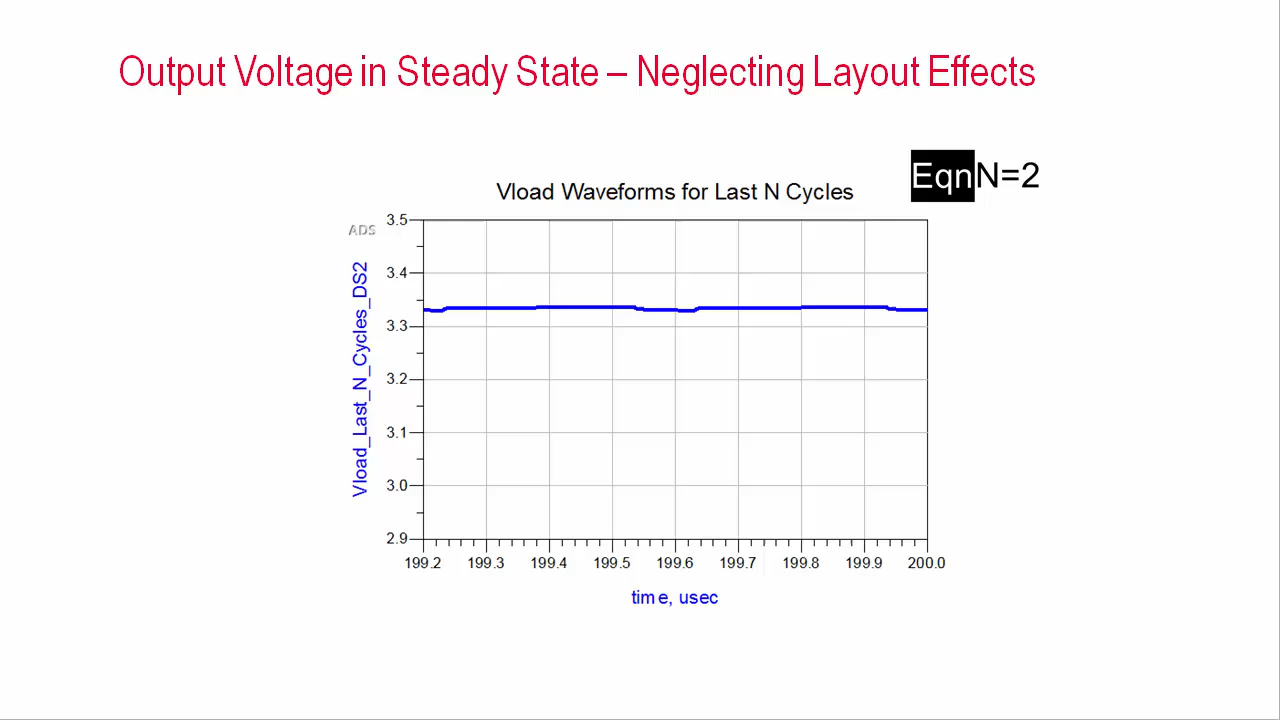 Output Voltage in Steady State – Neglecting Layout Effects
EqnN=2
Vload Waveforms for Last N Cycles
ADS
Vload_Last_N_Cycles_DS2
3.5
3.4
3.3
3.2
3.1
3.0
2.9
199.2 199.3 199.4 199.5 199.6 199.7 199.8 199.9 200.0
time, usec